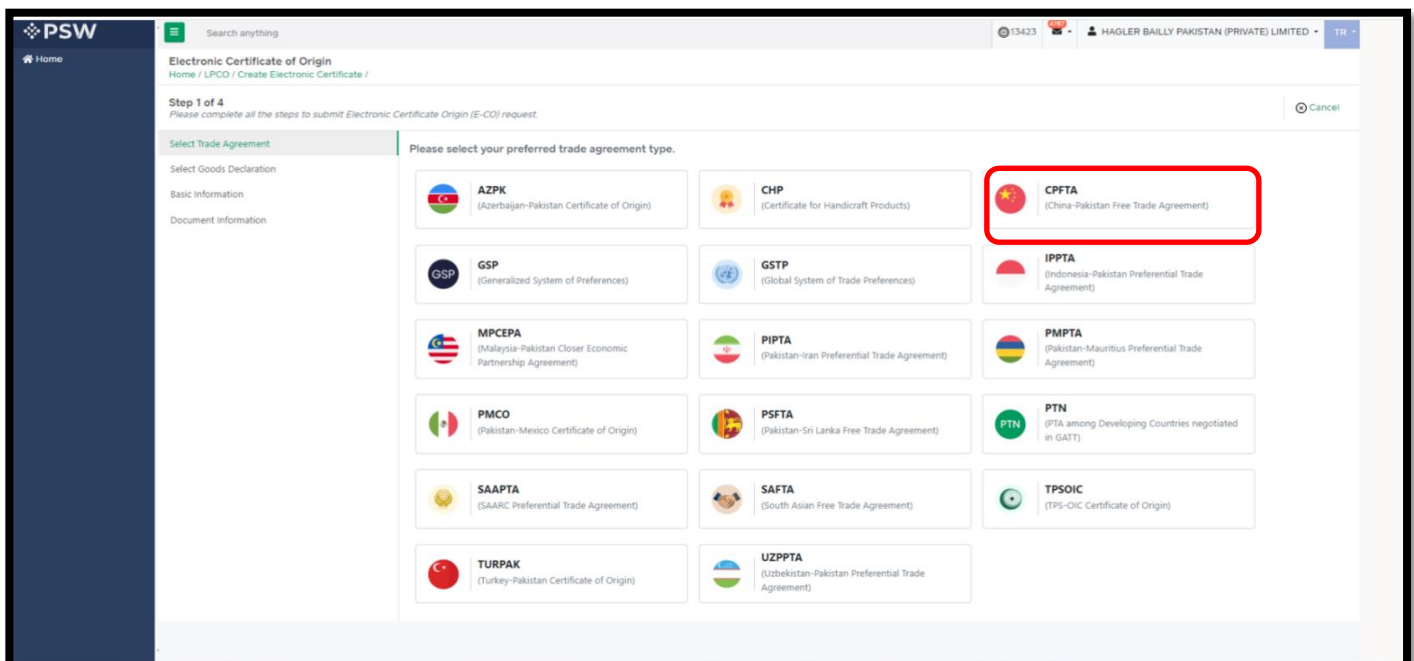 PSW
Search anything
13423
4787
HAGLER BAILLY PAKISTAN (PRIVATE) LIMITED
TR
Home
Electronic Certificate of Origin
Home / LPCO / Create Electronic Certificate /
Step 1 of 4
Please complete all the steps to submit Electronic Certificate Origin (E-CO) request.
Cancel
Select Trade Agreement
Select Goods Declaration
Basic Information
Document Information
Please select your preferred trade agreement type.
AZPK
(Azerbaijan-Pakistan Certificate of Origin)
CHP
(Certificate for Handicraft Products)
CPFTA
(China-Pakistan Free Trade Agreement)
GSP
GSP
(Generalized System of Preferences)
GSTP
(Global System of Trade Preferences)
IPPTA
(Indonesia-Pakistan Preferential Trade
Agreement)
MPCEPA
(Malaysia-Pakistan Closer Economic
Partnership Agreement)
PIPTA
(Pakistan-Iran Preferential Trade Agreement)
PMPTA
(Pakistan-Mauritius Preferential Trade
Agreement)
PMCO
(Pakistan-Mexico Certificate of Origin)
PSFTA
(Pakistan-Sri Lanka Free Trade Agreement)
PTN
PTN
(PTA among Developing Countries negotiated
in GATT)
SAAPTA
(SAARC Preferential Trade Agreement)
SAFTA
(South Asian Free Trade Agreement)
TPSOIC
(TPS-OIC Certificate of Origin)
TURPAK
(Turkey-Pakistan Certificate of Origin)
UZPPTA
(Uzbekistan-Pakistan Preferential Trade
Agreement)